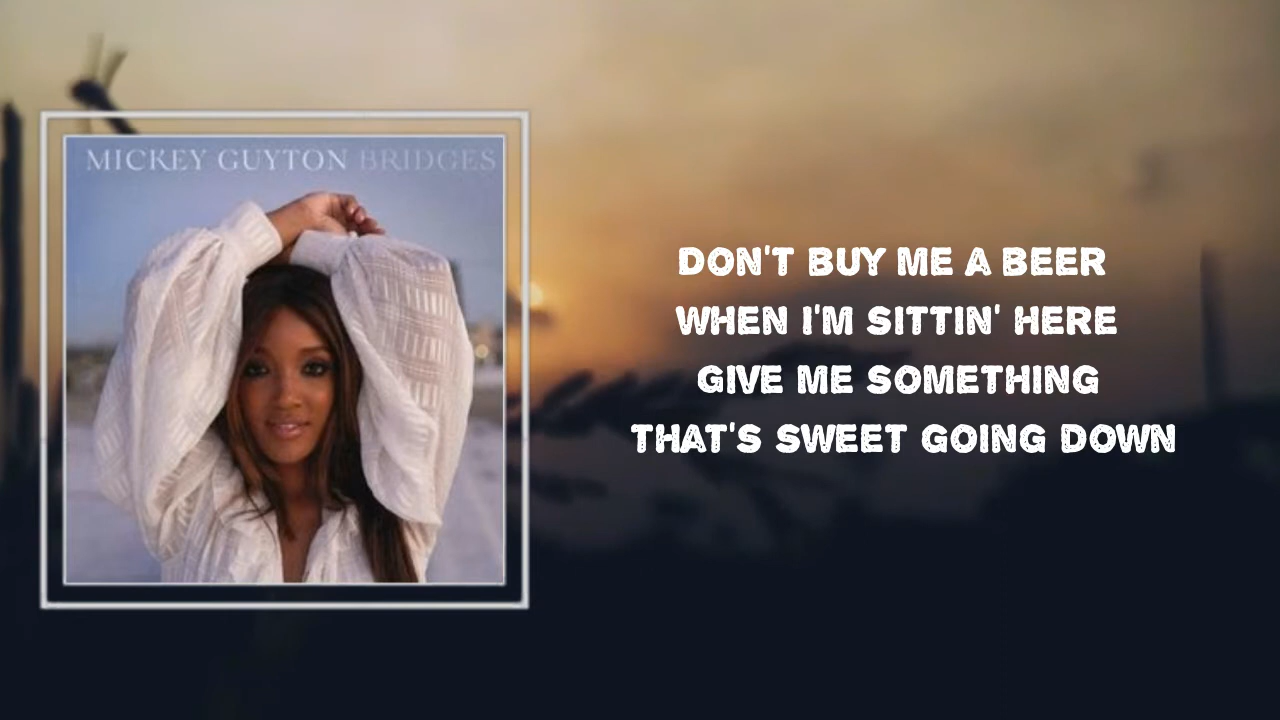 MICKEY GUYTON BRIDGES
DON'T BUY ME A BEER
WHEN I'M SITTIN' HERE
GIVE ME SOMETHING
THAT'S SWEET GOING DOWN